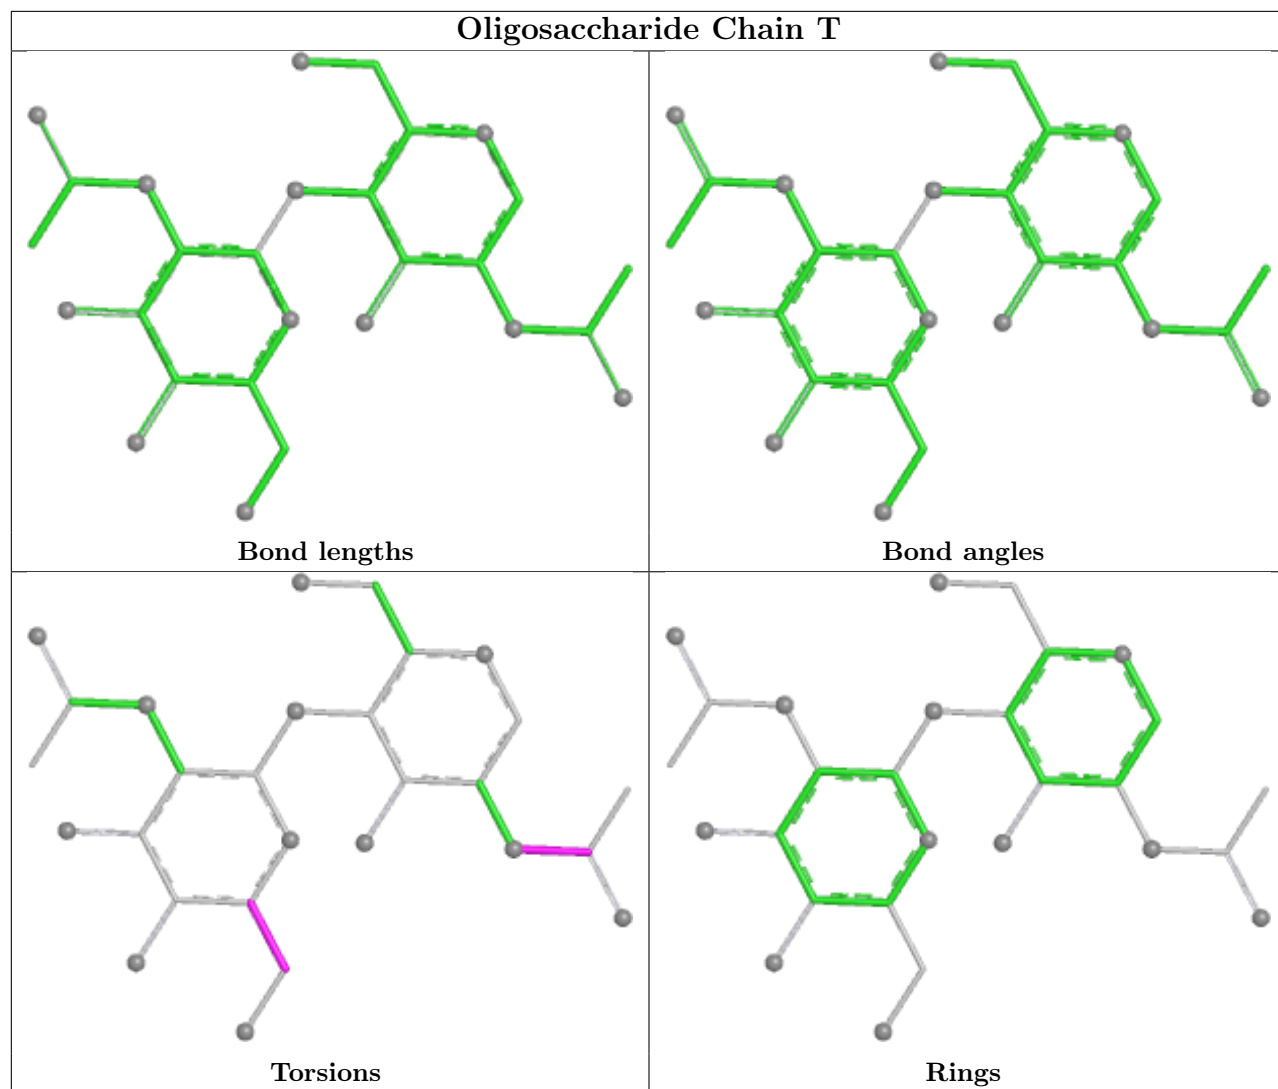 Oligosaccharide Chain T
Bond lengths
Bond angles
Torsions
Rings